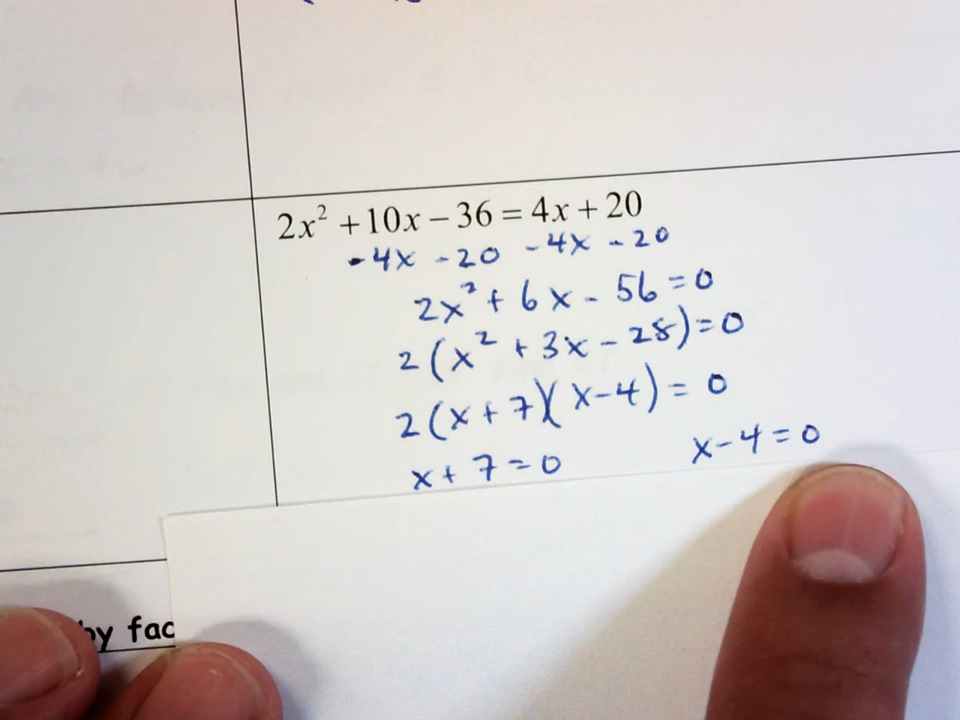 2x² + 10x − 36 = 4x + 20
-4x -20 -4x -20
2x² + 6x - 56 = 0
2(x² + 3x - 28) = 0
2(x + 7)(x - 4) = 0
x + 7 = 0 x - 4 = 0
by fac